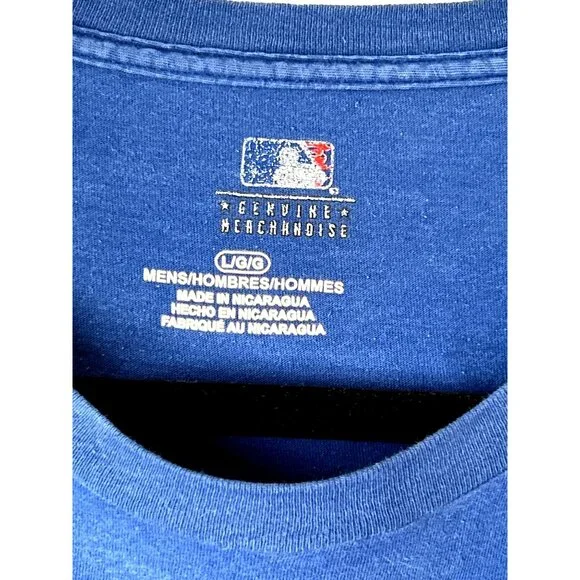 ★ GENUINE ★
MERCHANDISE
L/G/G
MENS/HOMBRES/HOMMES
MADE IN NICARAGUA
HECHO EN NICARAGUA
FABRIQUÉ AU NICARAGUA